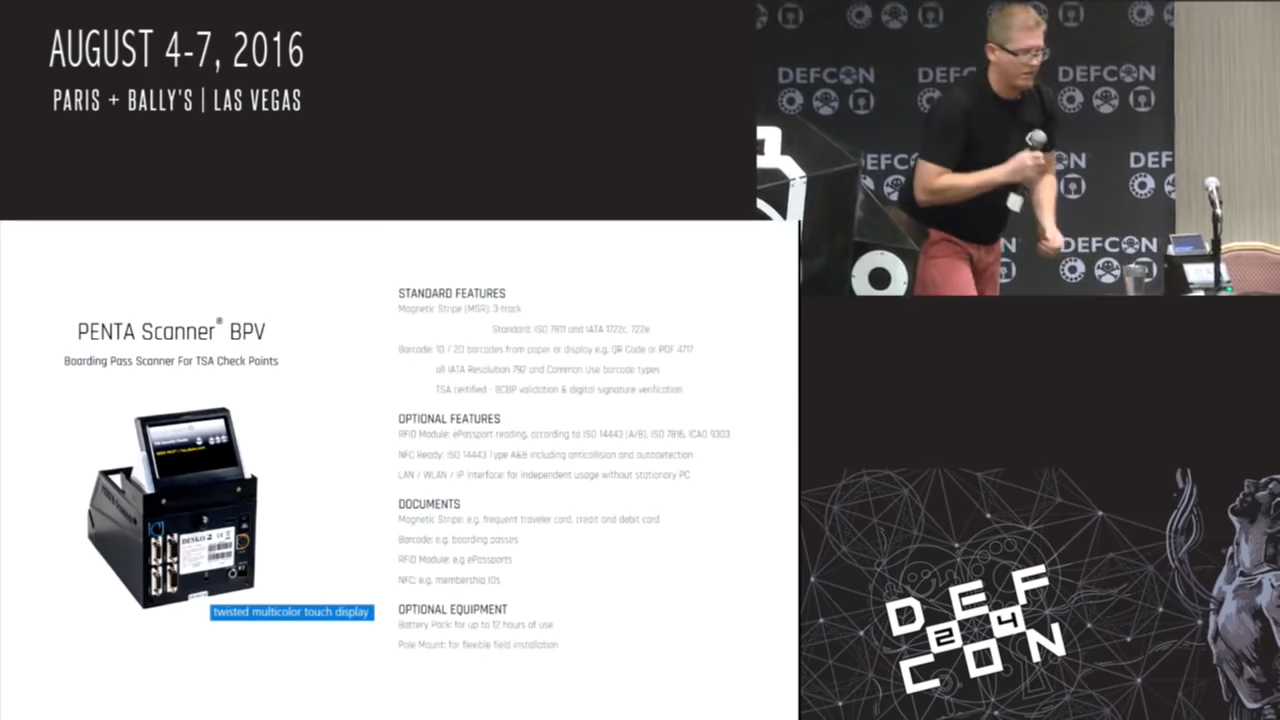 AUGUST 4-7, 2016
PARIS + BALLY'S | LAS VEGAS
DEFCON
DEFC
DEFCON
EFC
ON
DEF
N
DEFCON
PENTA Scanner® BPV
Boarding Pass Scanner For TSA Check Points
DESKO
twisted multicolor touch display
STANDARD FEATURES
Magnetic Stripe (MSR): 3-track
Standard: ISO 7811 and IATA 1722c, 722e
Barcode: 1D / 2D barcodes from paper or display e.g. QR Code or PDF 4717
all IATA Resolution 792 and Common Use barcode types
TSA certified - BCBP validation & digital signature verification
OPTIONAL FEATURES
RFID Module: ePassport reading, according to ISO 14443 (A/B), ISO 7816, ICAO 9303
NFC Ready: ISO 14443 Type A&B including anticollision and autodetection
LAN / WLAN / IP Interface: for independent usage without stationary PC
DOCUMENTS
Magnetic Stripe: e.g. frequent traveler card, credit and debit card
Barcode: e.g. boarding passes
RFID Module: e.g ePassports
NFC: e.g. membership IDs
OPTIONAL EQUIPMENT
Battery Pack: for up to 12 hours of use
Pole Mount: for flexible field installation
DEF
24
CON